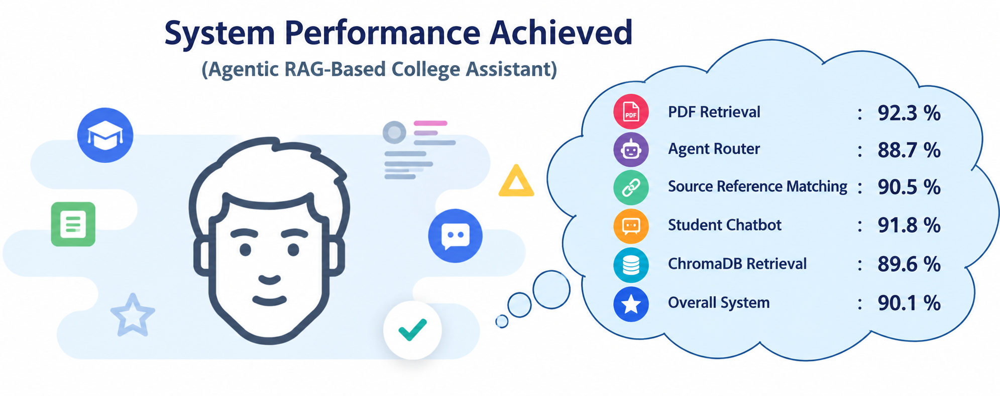 System Performance Achieved
(Agentic RAG-Based College Assistant)
PDF
PDF Retrieval : 92.3 %
Agent Router : 88.7 %
Source Reference Matching : 90.5 %
Student Chatbot : 91.8 %
ChromaDB Retrieval : 89.6 %
Overall System : 90.1 %